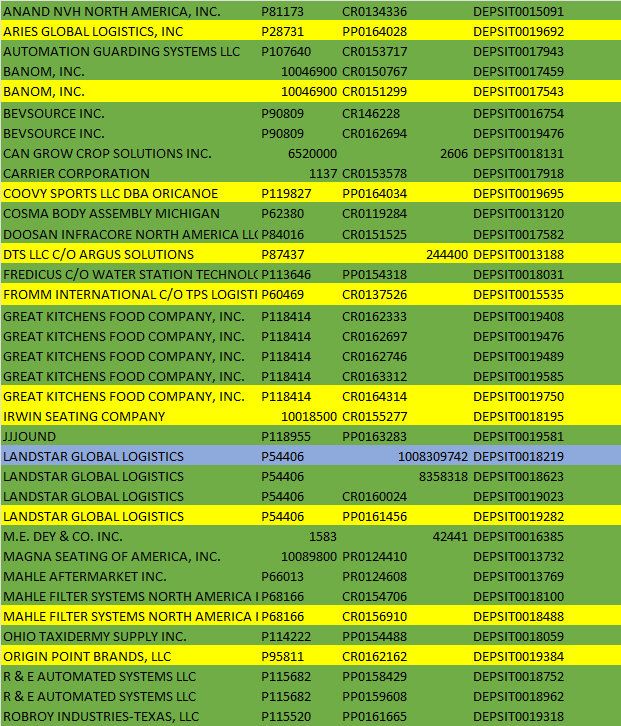 ANAND NVH NORTH AMERICA, INC. P81173 CR0134336 DEPSIT0015091
ARIES GLOBAL LOGISTICS, INC P28731 PP0164028 DEPSIT0019692
AUTOMATION GUARDING SYSTEMS LLC P107640 CR0153717 DEPSIT0017943
BANOM, INC. 10046900 CR0150767 DEPSIT0017459
BANOM, INC. 10046900 CR0151299 DEPSIT0017543
BEVSOURCE INC. P90809 CR146228 DEPSIT0016754
BEVSOURCE INC. P90809 CR0162694 DEPSIT0019476
CAN GROW CROP SOLUTIONS INC. 6520000 2606 DEPSIT0018131
CARRIER CORPORATION 1137 CR0153578 DEPSIT0017918
COOVY SPORTS LLC DBA ORICANOE P119827 PP0164034 DEPSIT0019695
COSMA BODY ASSEMBLY MICHIGAN P62380 CR0119284 DEPSIT0013120
DOOSAN INFRACORE NORTH AMERICA LLC P84016 CR0151525 DEPSIT0017582
DTS LLC C/O ARGUS SOLUTIONS P87437 244400 DEPSIT0013188
FREDICUS C/O WATER STATION TECHNOLO P113646 PP0154318 DEPSIT0018031
FROMM INTERNATIONAL C/O TPS LOGISTI P60469 CR0137526 DEPSIT0015535
GREAT KITCHENS FOOD COMPANY, INC. P118414 CR0162333 DEPSIT0019408
GREAT KITCHENS FOOD COMPANY, INC. P118414 CR0162697 DEPSIT0019476
GREAT KITCHENS FOOD COMPANY, INC. P118414 CR0162746 DEPSIT0019489
GREAT KITCHENS FOOD COMPANY, INC. P118414 CR0163312 DEPSIT0019585
GREAT KITCHENS FOOD COMPANY, INC. P118414 CR0164314 DEPSIT0019750
IRWIN SEATING COMPANY 10018500 CR0155277 DEPSIT0018195
JJJOUND P118955 PP0163283 DEPSIT0019581
LANDSTAR GLOBAL LOGISTICS P54406 1008309742 DEPSIT0018219
LANDSTAR GLOBAL LOGISTICS P54406 8358318 DEPSIT0018623
LANDSTAR GLOBAL LOGISTICS P54406 CR0160024 DEPSIT0019023
LANDSTAR GLOBAL LOGISTICS P54406 PP0161456 DEPSIT0019282
M.E. DEY & CO. INC. 1583 42441 DEPSIT0016385
MAGNA SEATING OF AMERICA, INC. 10089800 PR0124410 DEPSIT0013732
MAHLE AFTERMARKET INC. P66013 PR0124608 DEPSIT0013769
MAHLE FILTER SYSTEMS NORTH AMERICA I P68166 CR0154706 DEPSIT0018100
MAHLE FILTER SYSTEMS NORTH AMERICA I P68166 CR0156910 DEPSIT0018488
OHIO TAXIDERMY SUPPLY INC. P114222 PP0154488 DEPSIT0018059
ORIGIN POINT BRANDS, LLC P95811 CR0162162 DEPSIT0019384
R & E AUTOMATED SYSTEMS LLC P115682 PP0158429 DEPSIT0018752
R & E AUTOMATED SYSTEMS LLC P115682 PP0159608 DEPSIT0018962
ROBROY INDUSTRIES-TEXAS, LLC P115520 PP0161665 DEPSIT0019318